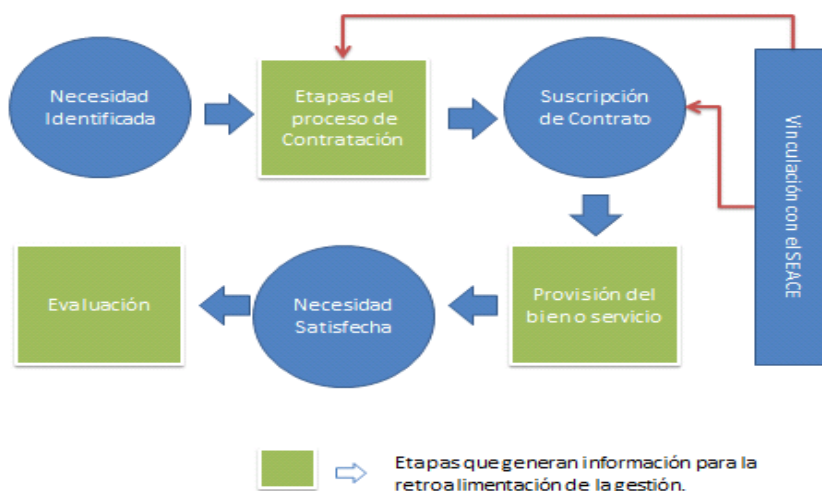 Necesidad
Identificada
Etapas del
proceso de
Contratación
Suscripción
de Contrato
Vinculación con el SEACE
Evaluación
Necesidad
Satisfecha
Provisión del
bien o servicio
Etapas que generan información para la
retroalimentación de la gestión.